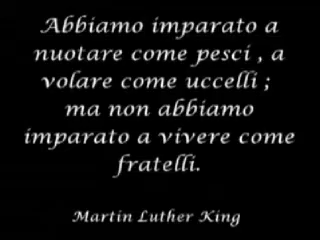 Abbiamo imparato a
nuotare come pesci , a
volare come uccelli ;
ma non abbiamo
imparato a vivere come
fratelli.
Martin Luther King